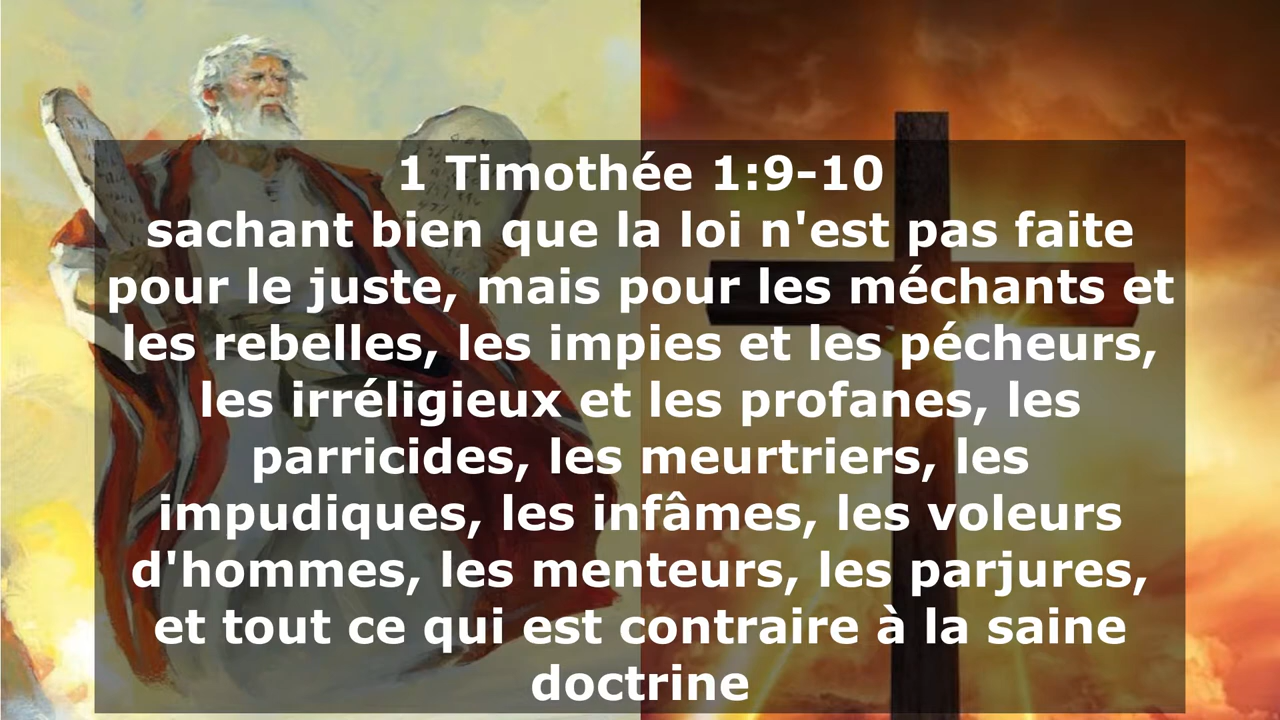 1 Timothée 1:9-10
sachant bien que la loi n'est pas faite
pour le juste, mais pour les méchants et
les rebelles, les impies et les pécheurs,
les irréligieux et les profanes, les
parricides, les meurtriers, les
impudiques, les infâmes, les voleurs
d'hommes, les menteurs, les parjures,
et tout ce qui est contraire à la saine
doctrine